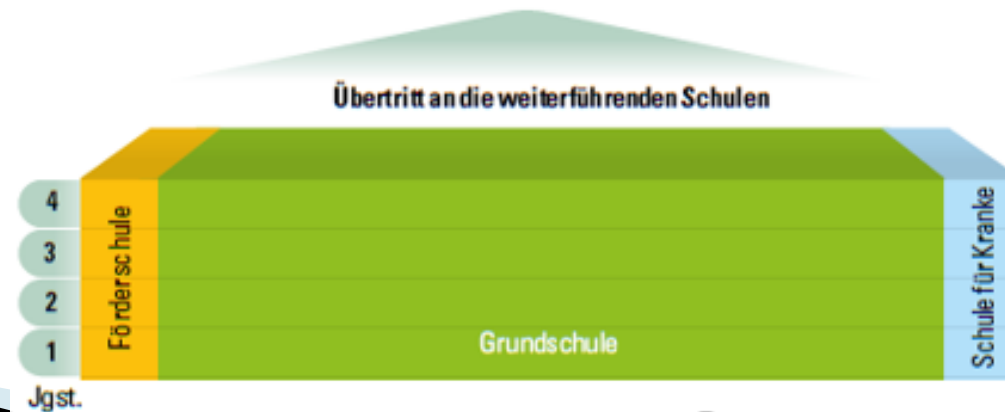 Übertritt an die weiterführenden Schulen
4
3
2
1
Jgst.
Förderschule
Grundschule
Schule für Kranke